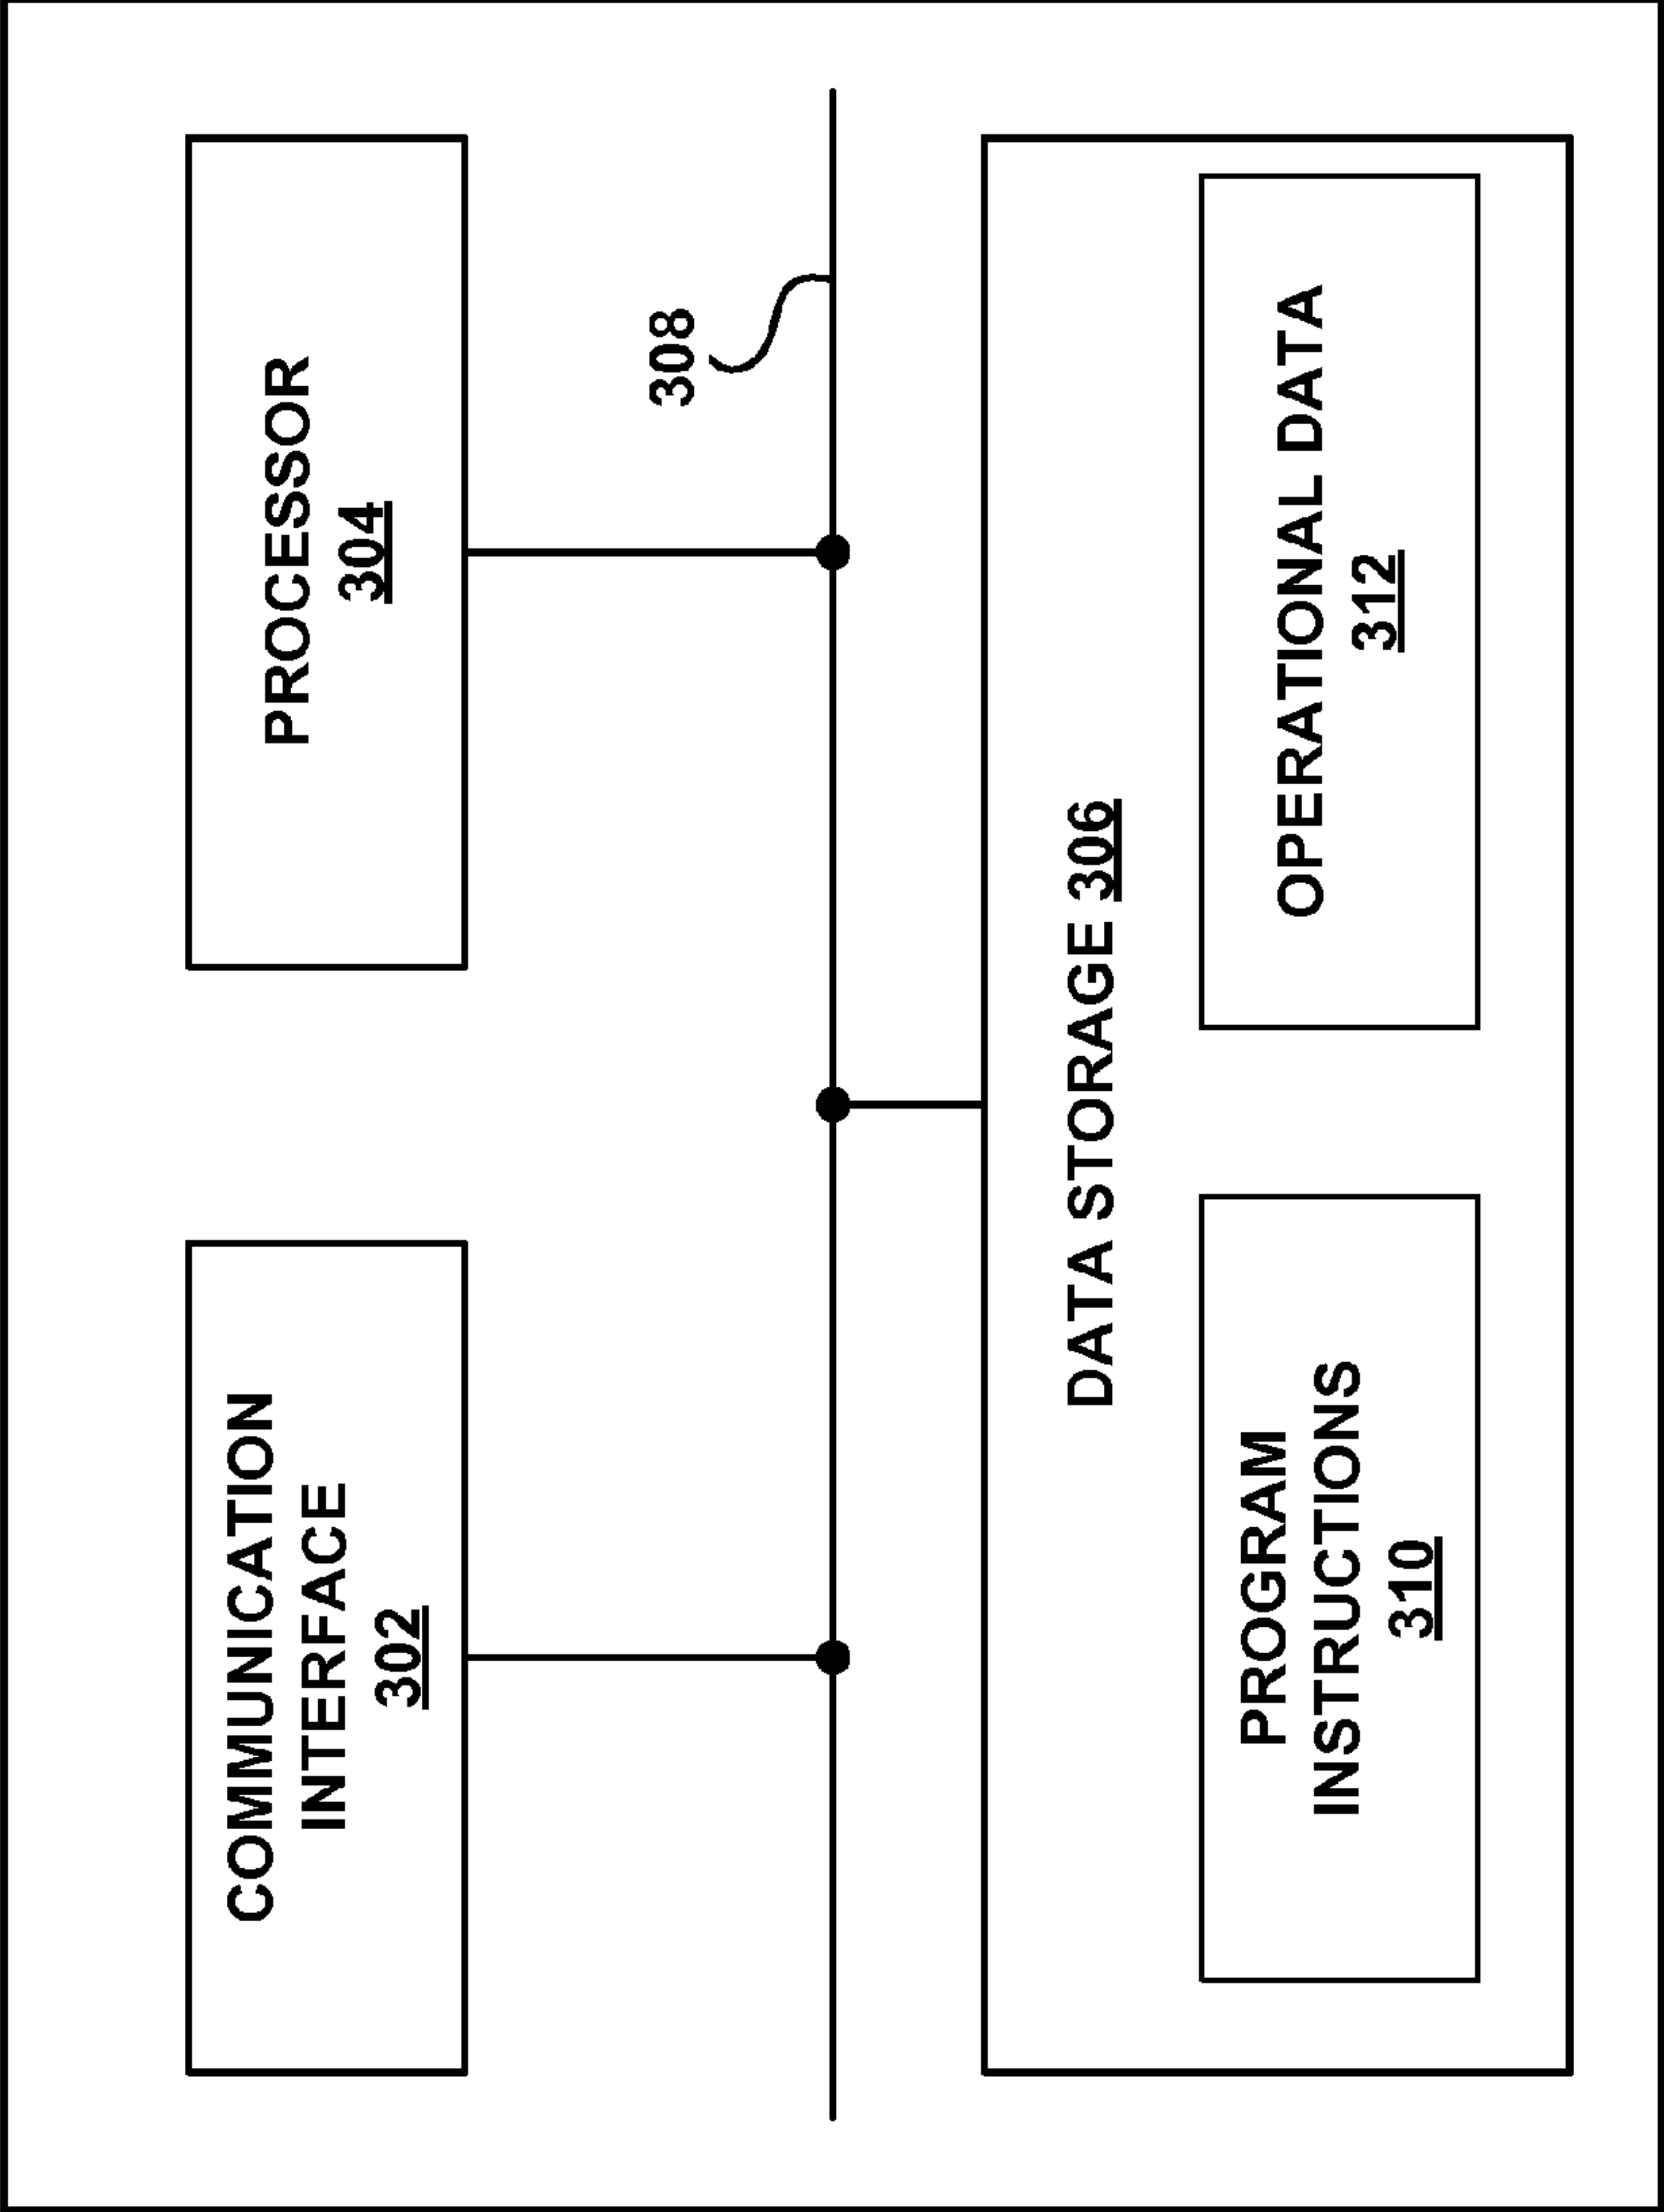 COMMUNICATION
INTERFACE
302
PROCESSOR
304
308
DATA STORAGE 306
PROGRAM
INSTRUCTIONS
310
OPERATIONAL DATA
312